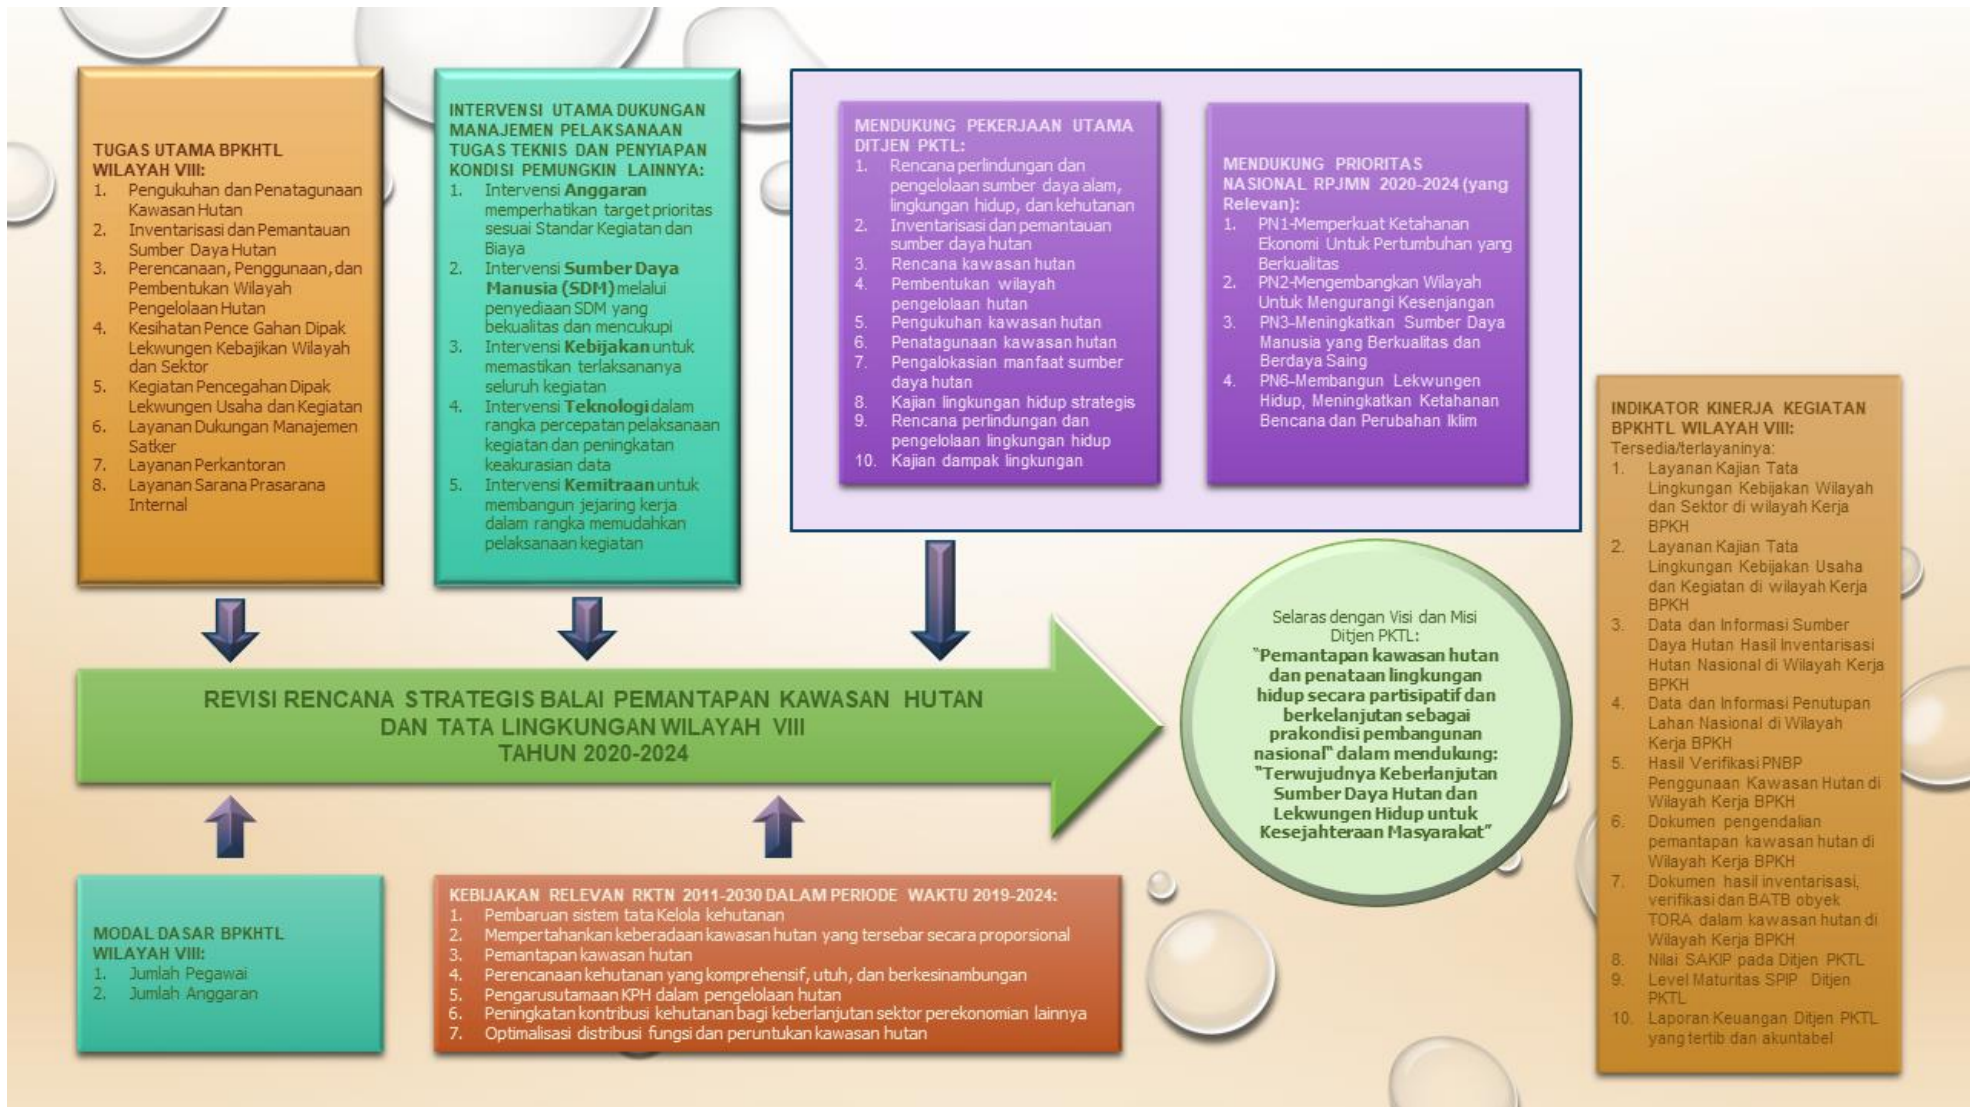 TUGAS UTAMA BPKHTL
WILAYAH VIII:
1. Pengukuhan dan Penatagunaan
Kawasan Hutan
2. Inventarisasi dan Pemantauan
Sumber Daya Hutan
3. Perencanaan, Penggunaan, dan
Pembentukan Wilayah
Pengelolaan Hutan
4. Kesihatan Pence Gahan Dipak
Lekwungen Kebajikan Wilayah
dan Sektor
5. Kegiatan Pencegahan Dipak
Lekwungen Usaha dan Kegiatan
6. Layanan Dukungan Manajemen
Satker
7. Layanan Perkantoran
8. Layanan Sarana Prasarana
Internal
INTERVENSI UTAMA DUKUNGAN
MANAJEMEN PELAKSANAAN
TUGAS TEKNIS DAN PENYIAPAN
KONDISI PEMUNGKIN LAINNYA:
1. Intervensi Anggaran
memperhatikan target prioritas
sesuai Standar Kegiatan dan
Biaya
2. Intervensi Sumber Daya
Manusia (SDM) melalui
penyediaan SDM yang
bekualitas dan mencukupi
3. Intervensi Kebijakan untuk
memastikan terlaksananya
seluruh kegiatan
4. Intervensi Teknologi dalam
rangka percepatan pelaksanaan
kegiatan dan peningkatan
keakurasian data
5. Intervensi Kemitraan untuk
membangun jejaring kerja
dalam rangka memudahkan
pelaksanaan kegiatan
MENDUKUNG PEKERJAAN UTAMA
DITJEN PKTL:
1. Rencana perlindungan dan
pengelolaan sumber daya alam,
lingkungan hidup, dan kehutanan
2. Inventarisasi dan pemantauan
sumber daya hutan
3. Rencana kawasan hutan
4. Pembentukan wilayah
pengelolaan hutan
5. Pengukuhan kawasan hutan
6. Penatagunaan kawasan hutan
7. Pengalokasian manfaat sumber
daya hutan
8. Kajian lingkungan hidup strategis
9. Rencana perlindungan dan
pengelolaan lingkungan hidup
10. Kajian dampak lingkungan
MENDUKUNG PRIORITAS
NASIONAL RPJMN 2020-2024 (yang
Relevan):
1. PN1-Memperkuat Ketahanan
Ekonomi Untuk Pertumbuhan yang
Berkualitas
2. PN2-Mengembangkan Wilayah
Untuk Mengurangi Kesenjangan
3. PN3-Meningkatkan Sumber Daya
Manusia yang Berkualitas dan
Berdaya Saing
4. PN6-Membangun Lekwungen
Hidup, Meningkatkan Ketahanan
Bencana dan Perubahan Iklim
REVISI RENCANA STRATEGIS BALAI PEMANTAPAN KAWASAN HUTAN
DAN TATA LINGKUNGAN WILAYAH VIII
TAHUN 2020-2024
Selaras dengan Visi dan Misi
Ditjen PKTL:
"Pemantapan kawasan hutan
dan penataan lingkungan
hidup secara partisipatif dan
berkelanjutan sebagai
prakondisi pembangunan
nasional" dalam mendukung:
"Terwujudnya Keberlanjutan
Sumber Daya Hutan dan
Lekwungen Hidup untuk
Kesejahteraan Masyarakat"
MODAL DASAR BPKHTL
WILAYAH VIII:
1. Jumlah Pegawai
2. Jumlah Anggaran
KEBIJAKAN RELEVAN RKTN 2011-2030 DALAM PERIODE WAKTU 2019-2024:
1. Pembaruan sistem tata Kelola kehutanan
2. Mempertahankan keberadaan kawasan hutan yang tersebar secara proporsional
3. Pemantapan kawasan hutan
4. Perencanaan kehutanan yang komprehensif, utuh, dan berkesinambungan
5. Pengarusutamaan KPH dalam pengelolaan hutan
6. Peningkatan kontribusi kehutanan bagi keberlanjutan sektor perekonomian lainnya
7. Optimalisasi distribusi fungsi dan peruntukan kawasan hutan
INDIKATOR KINERJA KEGIATAN
BPKHTL WILAYAH VIII:
Tersedia/terlayaninya:
1. Layanan Kajian Tata
Lingkungan Kebijakan Wilayah
dan Sektor di wilayah Kerja
BPKH
2. Layanan Kajian Tata
Lingkungan Kebijakan Usaha
dan Kegiatan di wilayah Kerja
BPKH
3. Data dan Informasi Sumber
Daya Hutan Hasil Inventarisasi
Hutan Nasional di Wilayah Kerja
BPKH
4. Data dan Informasi Penutupan
Lahan Nasional di Wilayah
Kerja BPKH
5. Hasil Verifikasi PNBP
Penggunaan Kawasan Hutan di
Wilayah Kerja BPKH
6. Dokumen pengendalian
pemantapan kawasan hutan di
Wilayah Kerja BPKH
7. Dokumen hasil inventarisasi,
verifikasi dan BATB obyek
TORA dalam kawasan hutan di
Wilayah Kerja BPKH
8. Nilai SAKIP pada Ditjen PKTL
9. Level Maturitas SPIP Ditjen
PKTL
10. Laporan Keuangan Ditjen PKTL
yang tertib dan akuntabel